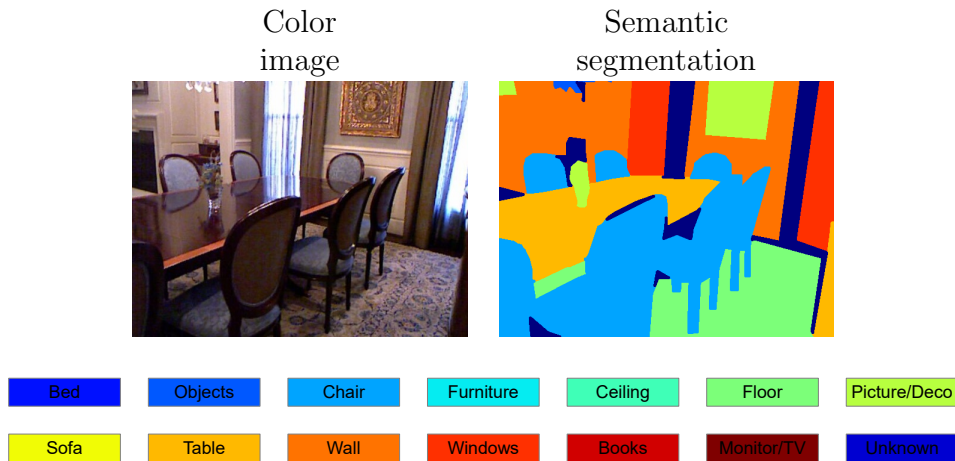 Color
image
Semantic
segmentation
Bed Objects Chair Furniture Ceiling Floor Picture/Deco
Sofa Table Wall Windows Books Monitor/TV Unknown